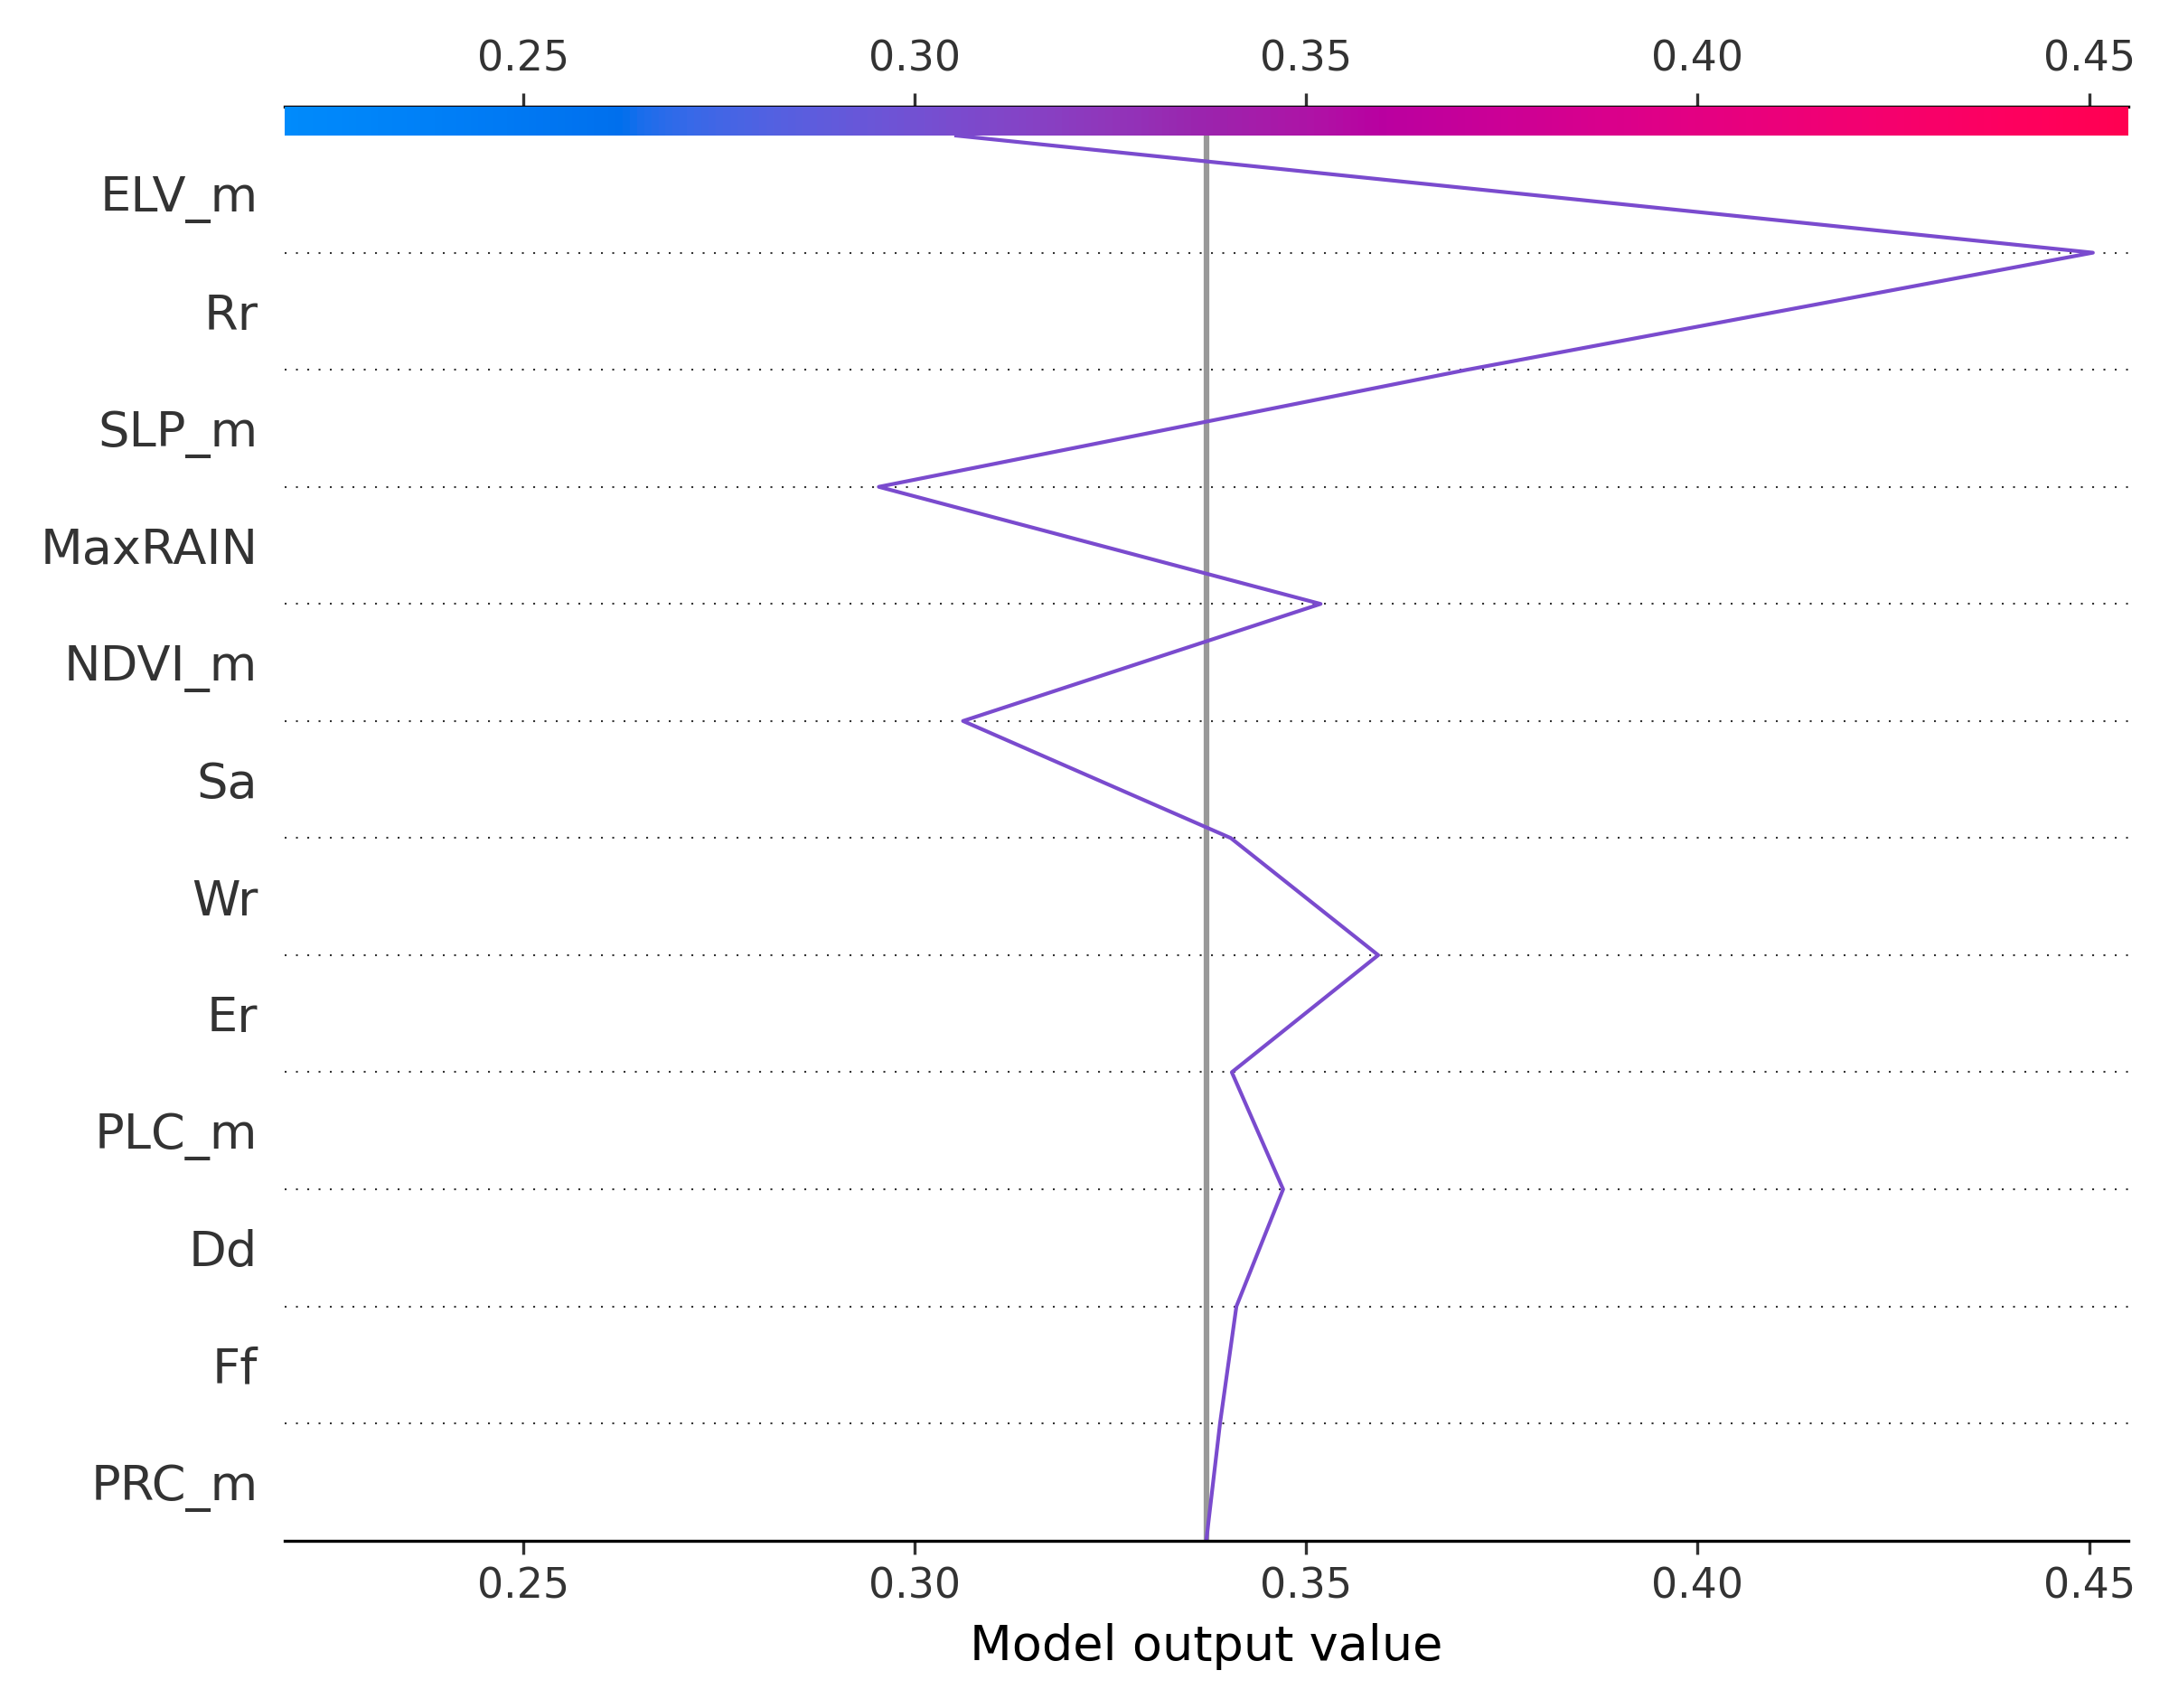 0.25 0.30 0.35 0.40 0.45
ELV_m
Rr
SLP_m
MaxRAIN
NDVI_m
Sa
Wr
Er
PLC_m
Dd
Ff
PRC_m
0.25 0.30 0.35 0.40 0.45
Model output value